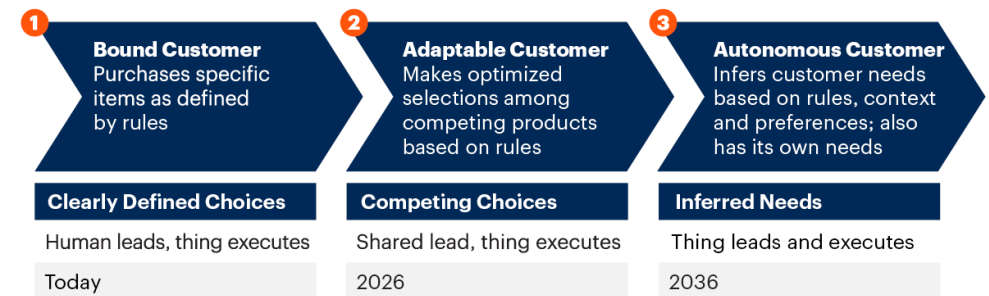 1
Bound Customer
Purchases specific
items as defined
by rules
2
Adaptable Customer
Makes optimized
selections among
competing products
based on rules
3
Autonomous Customer
Infers customer needs
based on rules, context
and preferences; also
has its own needs
Clearly Defined Choices
Competing Choices
Inferred Needs
Human leads, thing executes
Shared lead, thing executes
Thing leads and executes
Today
2026
2036